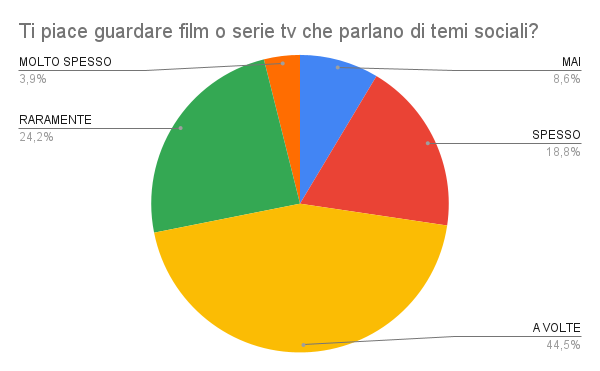 Ti piace guardare film o serie tv che parlano di temi sociali?
MOLTO SPESSO
3,9%
MAI
8,6%
RARAMENTE
24,2%
SPESSO
18,8%
A VOLTE
44,5%